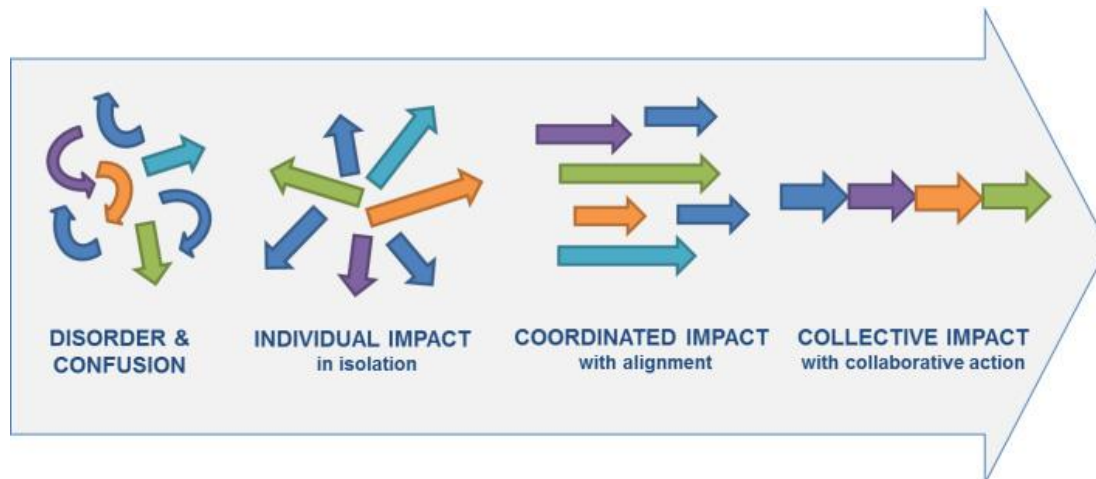 DISORDER &
CONFUSION
INDIVIDUAL IMPACT
in isolation
COORDINATED IMPACT
with alignment
COLLECTIVE IMPACT
with collaborative action